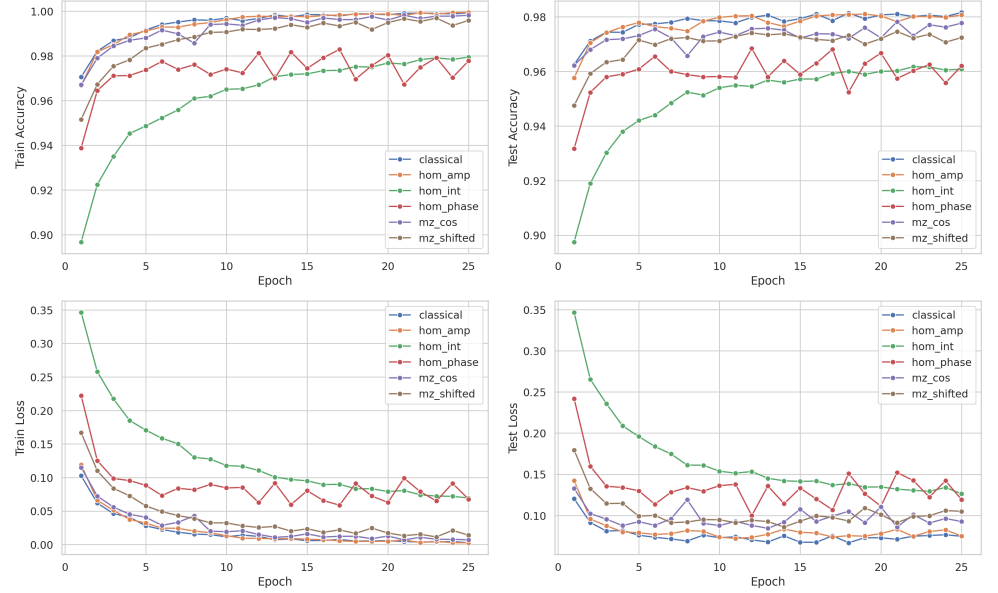 Train Accuracy
1.00
0.98
0.96
0.94
0.92
0.90
0 5 10 15 20 25
Epoch
classical
hom_amp
hom_int
hom_phase
mz_cos
mz_shifted
Test Accuracy
0.98
0.96
0.94
0.92
0.90
0 5 10 15 20 25
Epoch
classical
hom_amp
hom_int
hom_phase
mz_cos
mz_shifted
Train Loss
0.35
0.30
0.25
0.20
0.15
0.10
0.05
0.00
0 5 10 15 20 25
Epoch
classical
hom_amp
hom_int
hom_phase
mz_cos
mz_shifted
Test Loss
0.35
0.30
0.25
0.20
0.15
0.10
0 5 10 15 20 25
Epoch
classical
hom_amp
hom_int
hom_phase
mz_cos
mz_shifted